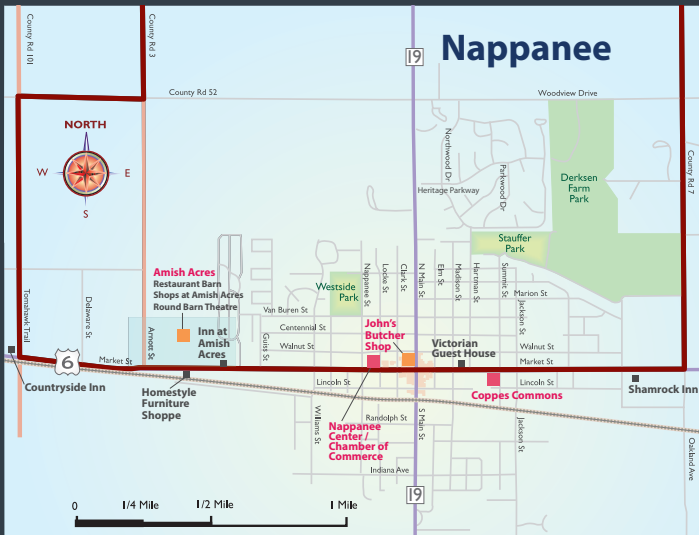 Nappanee
19
County Rd 101
County Rd 3
County Rd 52
Woodview Drive
NORTH
W
E
S
Northwood Dr
Parkwood Dr
Heritage Parkway
Derksen
Farm
Park
County Rd 7
Stauffer
Park
Amish Acres
Restaurant Barn
Shops at Amish Acres
Round Barn Theatre
Westside
Park
Nappanee St
Locke St
Clark St
N Main St
Elm St
Madison St
Hartman St
Summit St
Marion St
Jackson St
Tomahawk Trail
Delaware St
Arnott St
Inn at
Amish
Acres
Guiss St
Van Buren St
Centennial St
Walnut St
John's
Butcher
Shop
Victorian
Guest House
Walnut St
Market St
6
Market St
Countryside Inn
Homestyle
Furniture
Shoppe
Lincoln St
Lincoln St
Coppes Commons
Shamrock Inn
Williams St
Nappanee
Center /
Chamber of
Commerce
Randolph St
S Main St
Jackson St
Oakland Ave
Indiana Ave
19
0
1/4 Mile
1/2 Mile
1 Mile